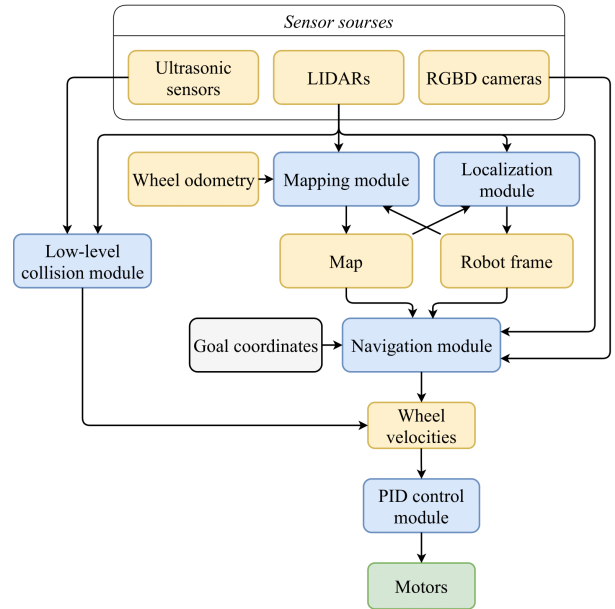 Sensor sourses
Ultrasonic
sensors
LIDARs
RGBD cameras
Wheel odometry
Mapping module
Localization
module
Low-level
collision module
Map
Robot frame
Goal coordinates
Navigation module
Wheel
velocities
PID control
module
Motors